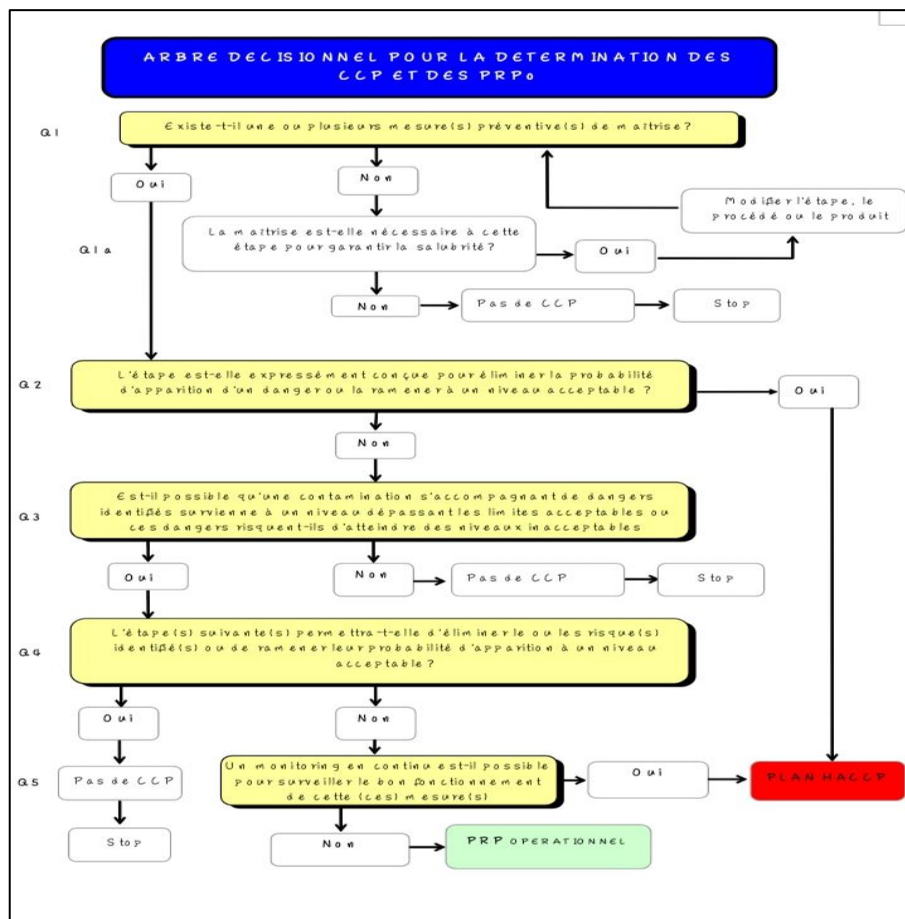 ARBRE DECISIONNEL POUR LA DETERMINATION DES
CCP ET DES PRPo
Q1
Existe-t-il une ou plusieurs mesure(s) préventive(s) de maîtrise?
Oui
Non
Modifier l'étape, le
procédé ou le produit
Q1a
La maîtrise est-elle nécessaire à cette
étape pour garantir la salubrité?
Oui
Non
Pas de CCP
Stop
Q2
L'étape est-elle expressément conçue pour éliminer la probabilité
d'apparition d'un danger ou la ramener à un niveau acceptable ?
Oui
Non
Q3
Est-il possible qu'une contamination s'accompagnant de dangers
identifiés survienne à un niveau dépassant les limites acceptables ou
ces dangers risquent-ils d'atteindre des niveaux inacceptables
Oui
Non
Pas de CCP
Stop
Q4
L'étape(s) suivante(s) permettra-t-elle d'éliminer le ou les risque(s)
identifié(s) ou de ramener leur probabilité d'apparition à un niveau
acceptable ?
Oui
Non
Q5
Pas de CCP
Un monitoring en continu est-il possible
pour surveiller le bon fonctionnement
de cette (ces) mesure(s)
Oui
PLAN HACCP
Stop
Non
PRP OPERATIONNEL